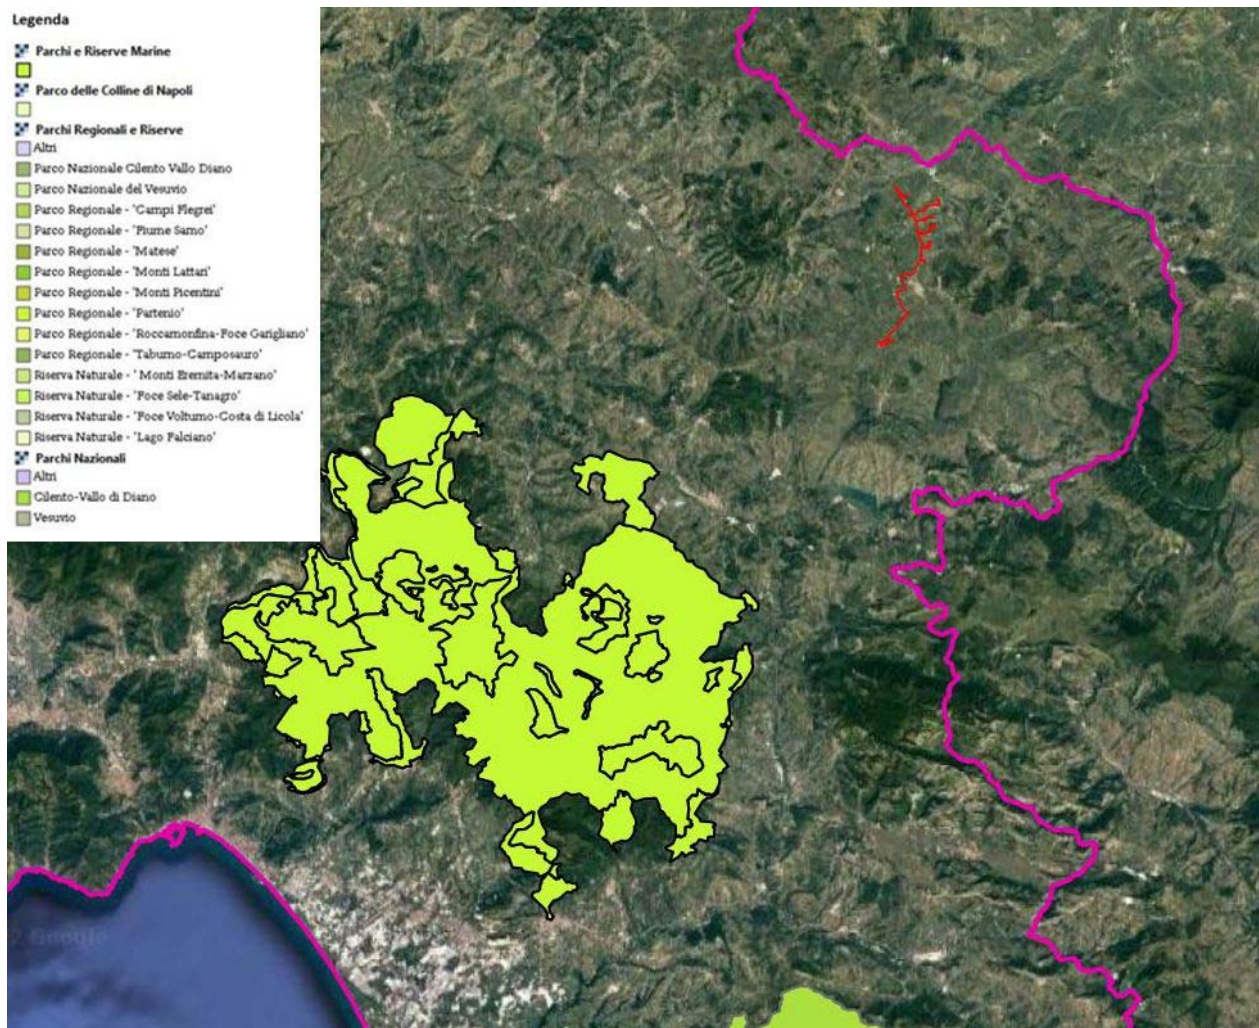 Legenda
Parchi e Riserve Marine
Parco delle Colline di Napoli
Parchi Regionali e Riserve
Altri
Parco Nazionale Cilento Vallo Diano
Parco Nazionale del Vesuvio
Parco Regionale - 'Campi Flegrei'
Parco Regionale - 'Fiume Sarno'
Parco Regionale - 'Matese'
Parco Regionale - 'Monti Lattari'
Parco Regionale - 'Monti Picentini'
Parco Regionale - 'Partenio'
Parco Regionale - 'Roccamonfina-Foce Garigliano'
Parco Regionale - 'Taburno-Camposauro'
Riserva Naturale - ' Monti Eremita-Marzano'
Riserva Naturale - 'Foce Sele-Tanagro'
Riserva Naturale - 'Foce Volturno-Costa di Licola'
Riserva Naturale - 'Lago Falciano'
Parchi Nazionali
Altri
Cilento-Vallo di Diano
Vesuvio
Google